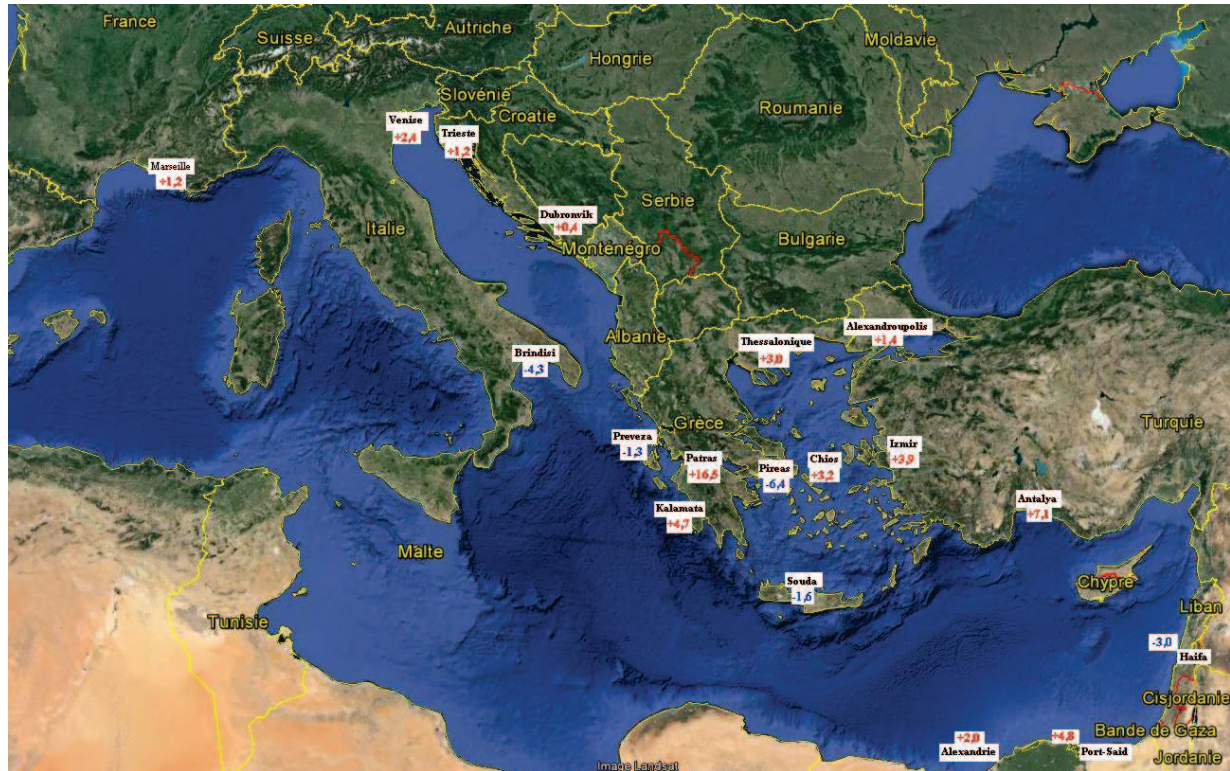 France
Suisse
Autriche
Moldavie
Hongrie
Slovénie
Croatie
Roumanie
Venise
+2,4
Trieste
+1,2
Marseille
+1,2
Serbie
Dubronvik
+0,4
Italie
Monténégro
Bulgarie
Albanie
Alexandroupolis
+1,4
Thessalonique
+3,0
Brindisi
-4,3
Grèce
Turquie
Preveza
-1,3
Patras
+16,5
Pireas
-6,4
Chios
+3,2
Izmir
+3,9
Antalya
+7,1
Kalamata
+4,7
Malte
Souda
-1,6
Chypre
Liban
Tunisie
-3,0
Haifa
Cisjordanie
Bande de Gaza
+2,0
Alexandrie
+4,8
Port-Said
Jordanie
Image Landsat